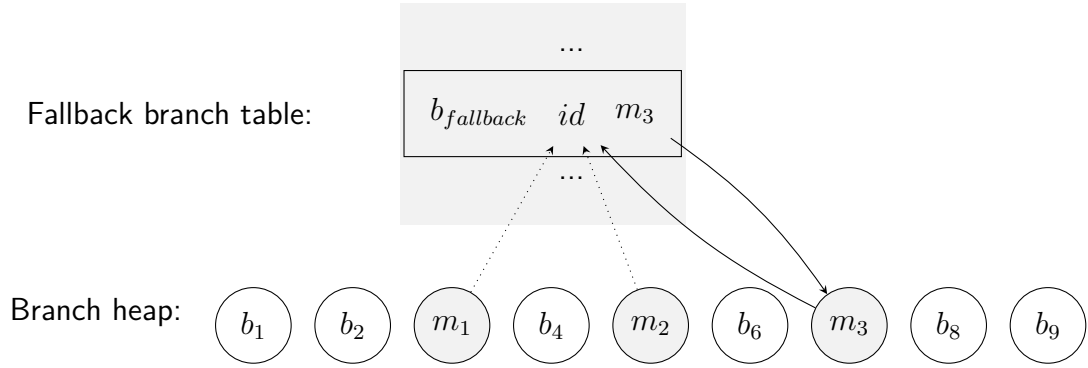 ...
Fallback branch table: b_fallback id m_3
...
Branch heap: b_1 b_2 m_1 b_4 m_2 b_6 m_3 b_8 b_9